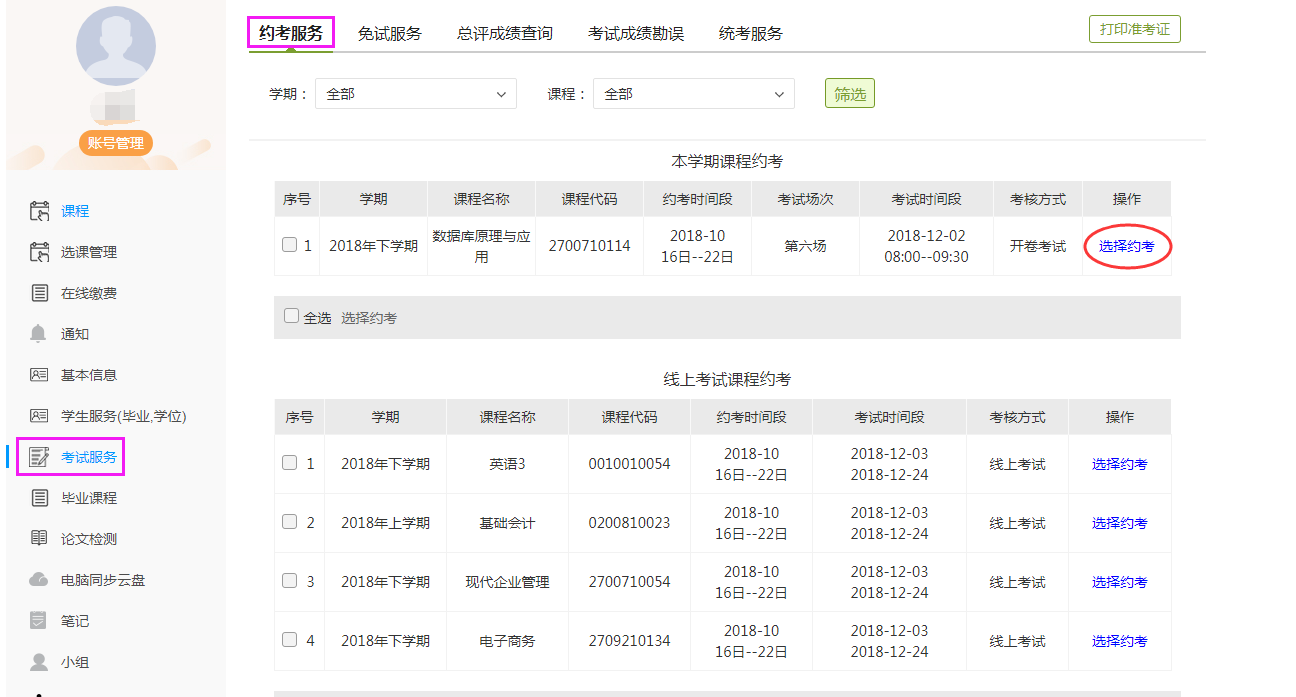 约考服务 免试服务 总评成绩查询 考试成绩勘误 统考服务 打印准考证
账号管理
课程
选课管理
在线缴费
通知
基本信息
学生服务(毕业,学位)
考试服务
毕业课程
论文检测
电脑同步云盘
笔记
小组
学期： 全部 课程： 全部 筛选
本学期课程约考
序号 学期 课程名称 课程代码 约考时间段 考试场次 考试时间段 考核方式 操作
1 2018年下学期 数据库原理与应用 2700710114 2018-10 16日--22日 第六场 2018-12-02 08:00--09:30 开卷考试 选择约考
全选 选择约考
线上考试课程约考
序号 学期 课程名称 课程代码 约考时间段 考试时间段 考核方式 操作
1 2018年下学期 英语3 0010010054 2018-10 16日--22日 2018-12-03 2018-12-24 线上考试 选择约考
2 2018年上学期 基础会计 0200810023 2018-10 16日--22日 2018-12-03 2018-12-24 线上考试 选择约考
3 2018年下学期 现代企业管理 2700710054 2018-10 16日--22日 2018-12-03 2018-12-24 线上考试 选择约考
4 2018年下学期 电子商务 2709210134 2018-10 16日--22日 2018-12-03 2018-12-24 线上考试 选择约考